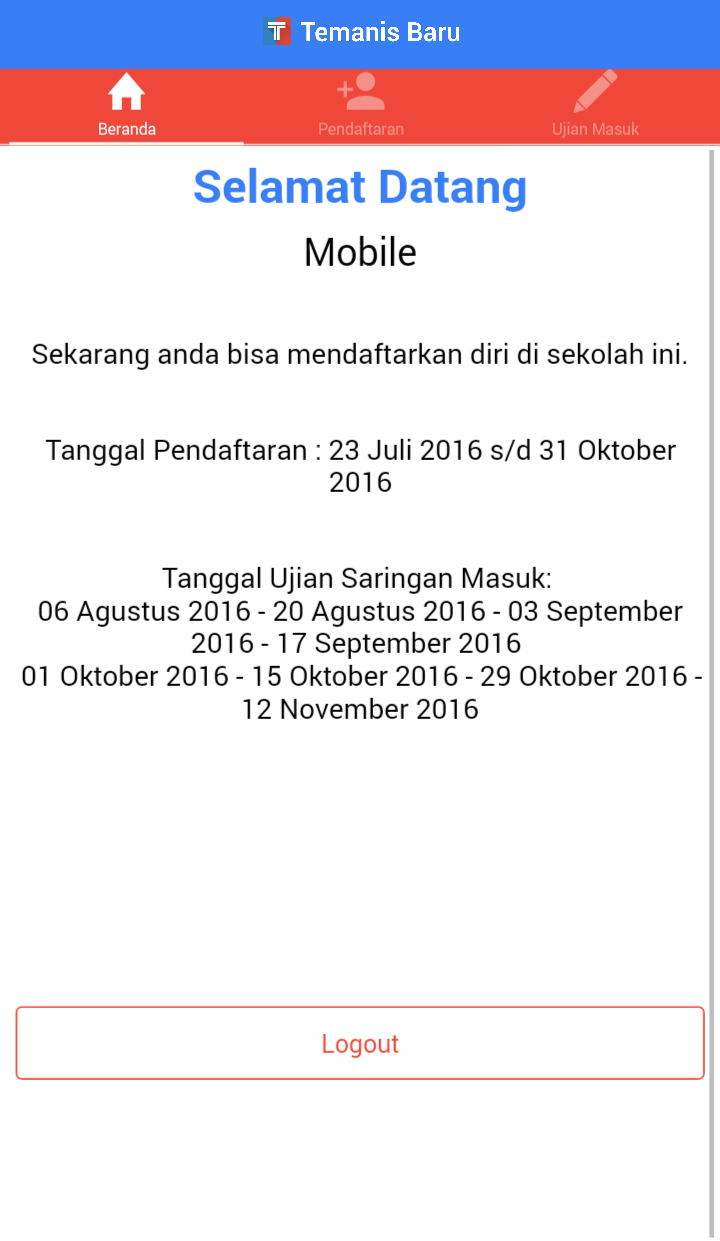 Temanis Baru
Beranda
Pendaftaran
Ujian Masuk
Selamat Datang
Mobile
Sekarang anda bisa mendaftarkan diri di sekolah ini.
Tanggal Pendaftaran : 23 Juli 2016 s/d 31 Oktober
2016
Tanggal Ujian Saringan Masuk:
06 Agustus 2016 - 20 Agustus 2016 - 03 September
2016 - 17 September 2016
01 Oktober 2016 - 15 Oktober 2016 - 29 Oktober 2016 -
12 November 2016
Logout